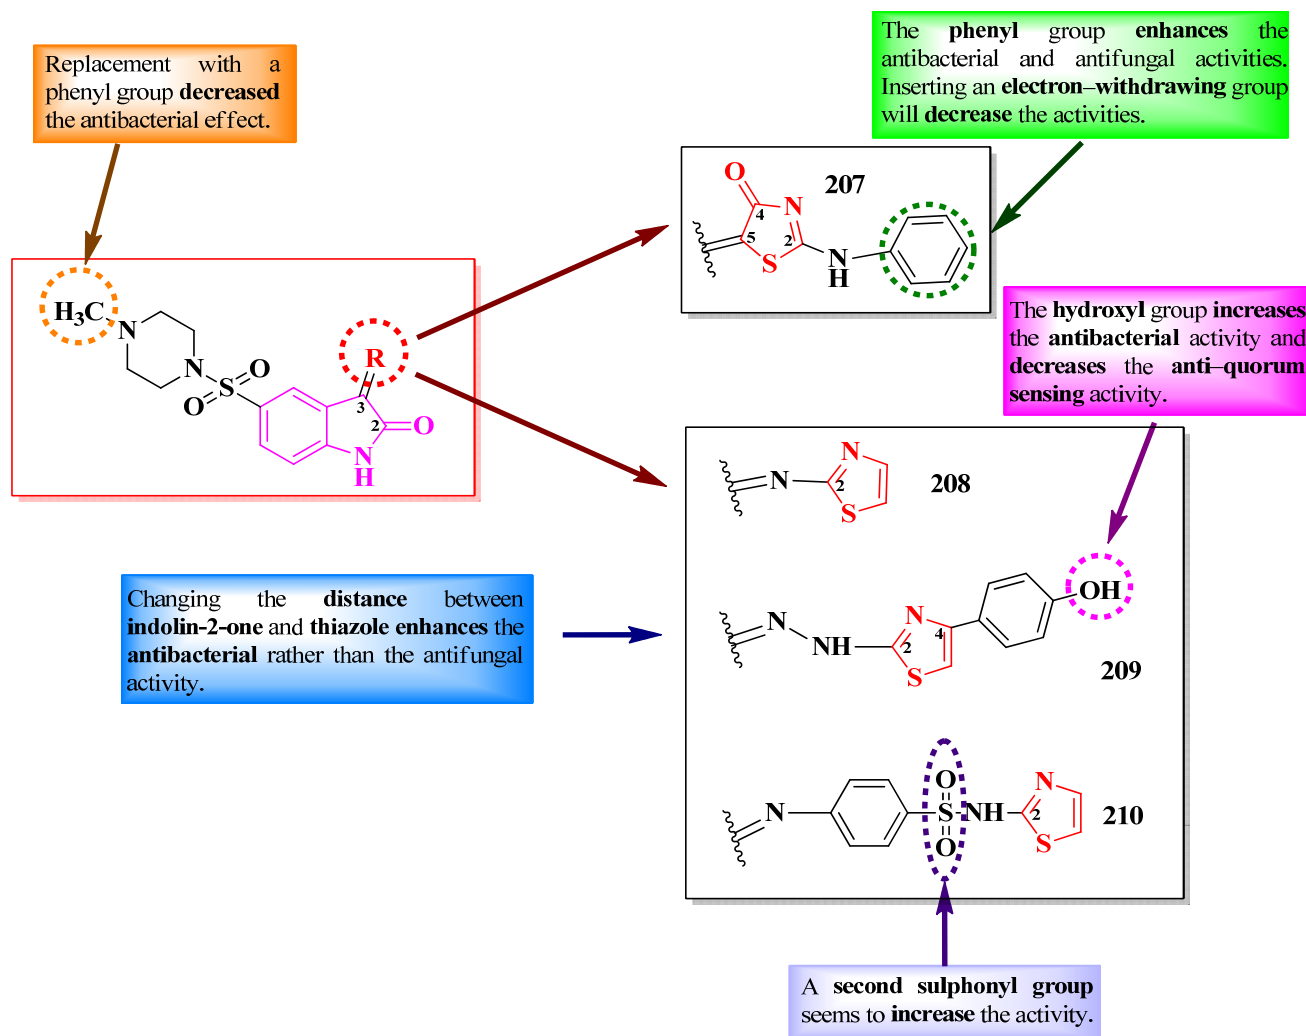 Replacement with a
phenyl group decreased
the antibacterial effect.
The phenyl group enhances the
antibacterial and antifungal activities.
Inserting an electron–withdrawing group
will decrease the activities.
O
207
4
N
5
2
S
N
H
H3C
N
N
S
O
O
R
3
2
O
N
H
The hydroxyl group increases
the antibacterial activity and
decreases the anti–quorum
sensing activity.
N
N
2
S
208
Changing the distance between
indolin-2-one and thiazole enhances the
antibacterial rather than the antifungal
activity.
OH
N
NH
N
4
2
S
209
N
O
S
O
NH
N
2
S
210
A second sulphonyl group
seems to increase the activity.